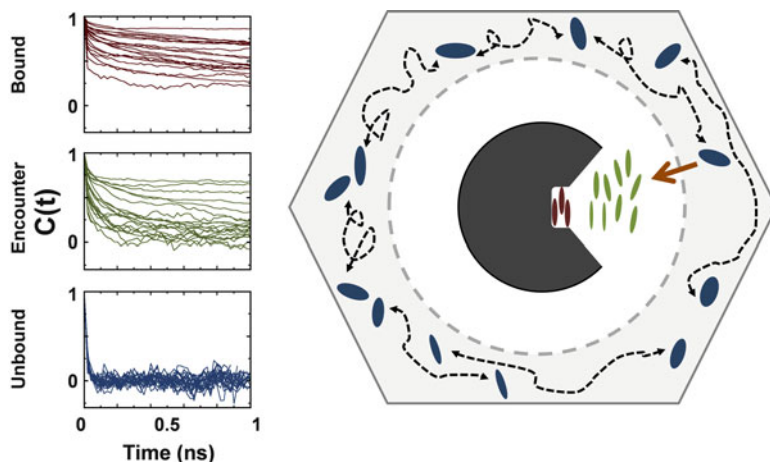 Bound
1
0
Encounter
C(t)
1
0
Unbound
1
0
0 0.5 1
Time (ns)